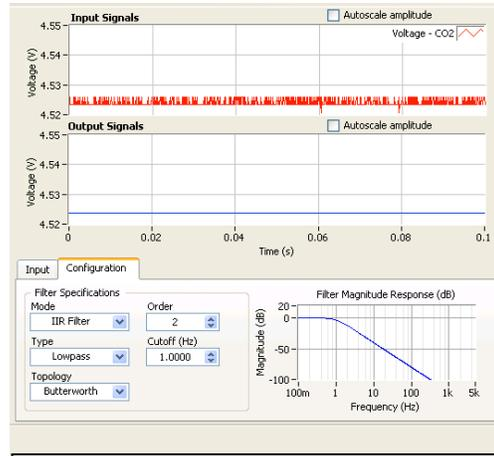 Input Signals
Autoscale amplitude
Voltage - CO2
4.55
4.54
4.53
4.52
Voltage (V)
Output Signals
Autoscale amplitude
4.55
4.54
4.53
4.52
Voltage (V)
0 0.02 0.04 0.06 0.08 0.1
Time (s)
Input Configuration
Filter Specifications
Mode
IIR Filter
Order
2
Type
Lowpass
Cutoff (Hz)
1.0000
Topology
Butterworth
Filter Magnitude Response (dB)
20
0
-50
-100
Magnitude (dB)
100m 1 10 100 1k 5k
Frequency (Hz)